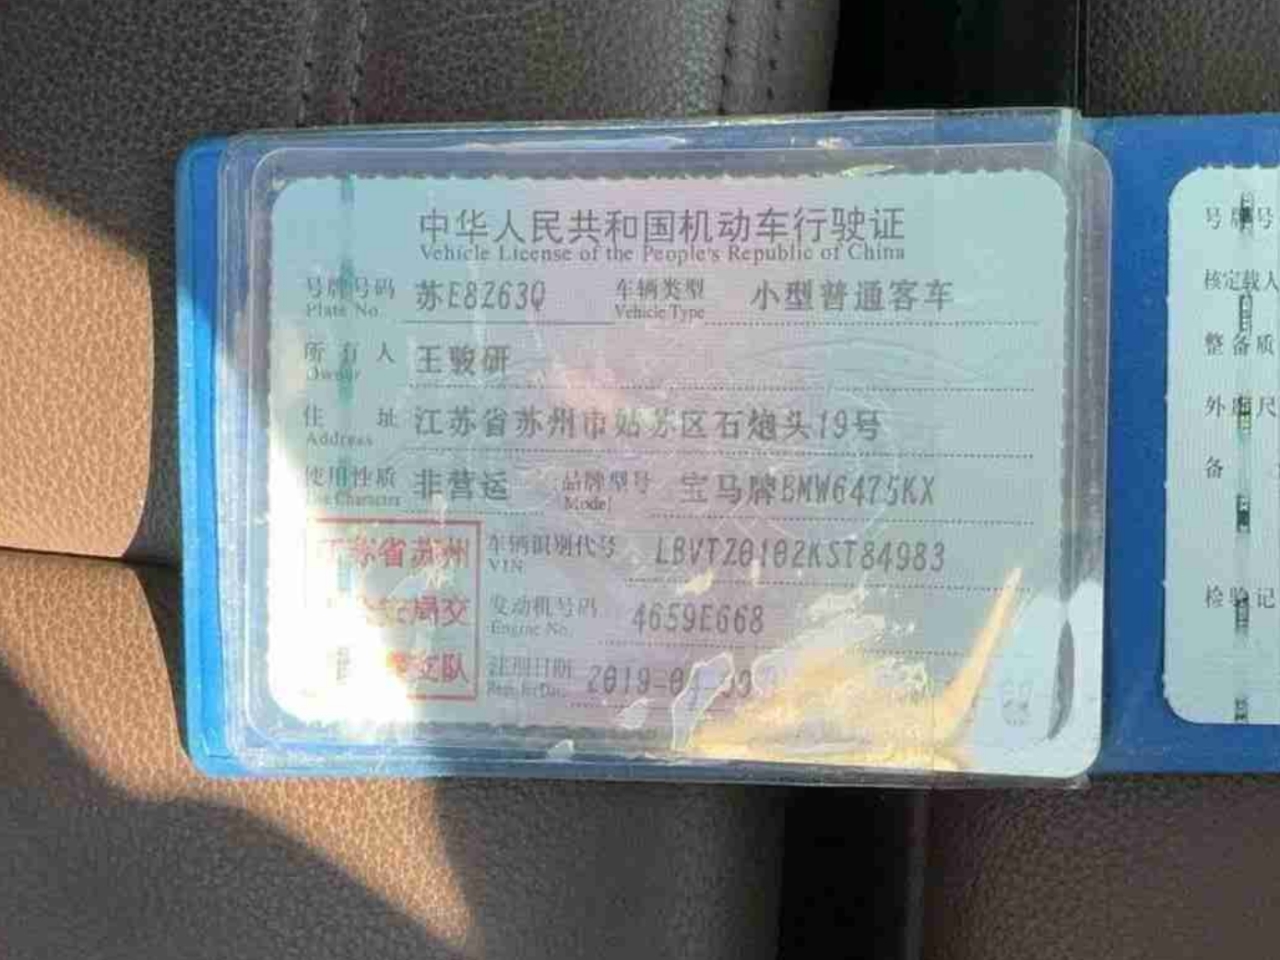 中华人民共和国机动车行驶证
Vehicle License of the People's Republic of China
号牌号码 苏E8Z63Q 车辆类型 小型普通客车
Plate No. Vehicle Type
所有人 王骏研
Owner
住址 江苏省苏州市姑苏区石炮头19号
Address
使用性质 非营运 品牌型号 宝马牌BMW6475KX
Use Character Model
江苏省苏州 车辆识别代号 LBVTZ0102KST84983
VIN
安局交 发动机号码 4659E668
Engine No.
支队 注册日期 2019-0
号牌号
核定载人
整备质
外廓尺
备
检验记